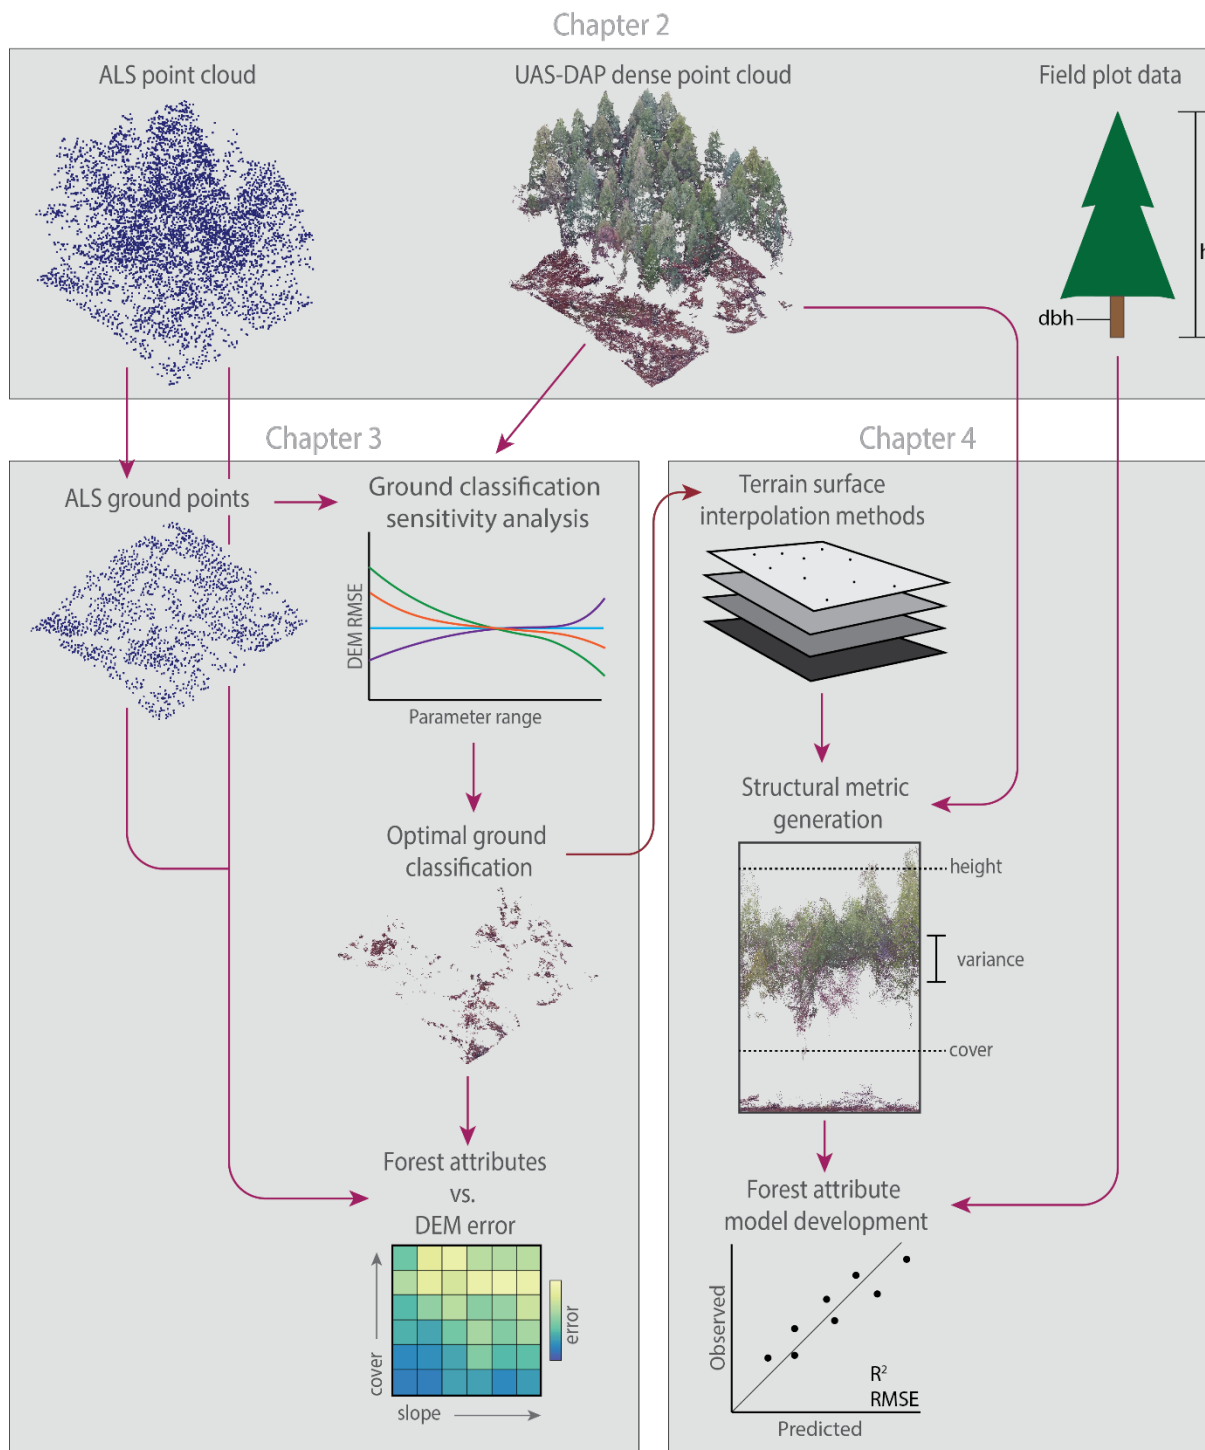 Chapter 2
ALS point cloud
UAS-DAP dense point cloud
Field plot data
h
dbh
Chapter 3
Chapter 4
ALS ground points
Ground classification
sensitivity analysis
DEM RMSE
Parameter range
Terrain surface
interpolation methods
Optimal ground
classification
Structural metric
generation
height
variance
cover
Forest attributes
vs.
DEM error
cover
error
slope
Forest attribute
model development
Observed
R²
RMSE
Predicted